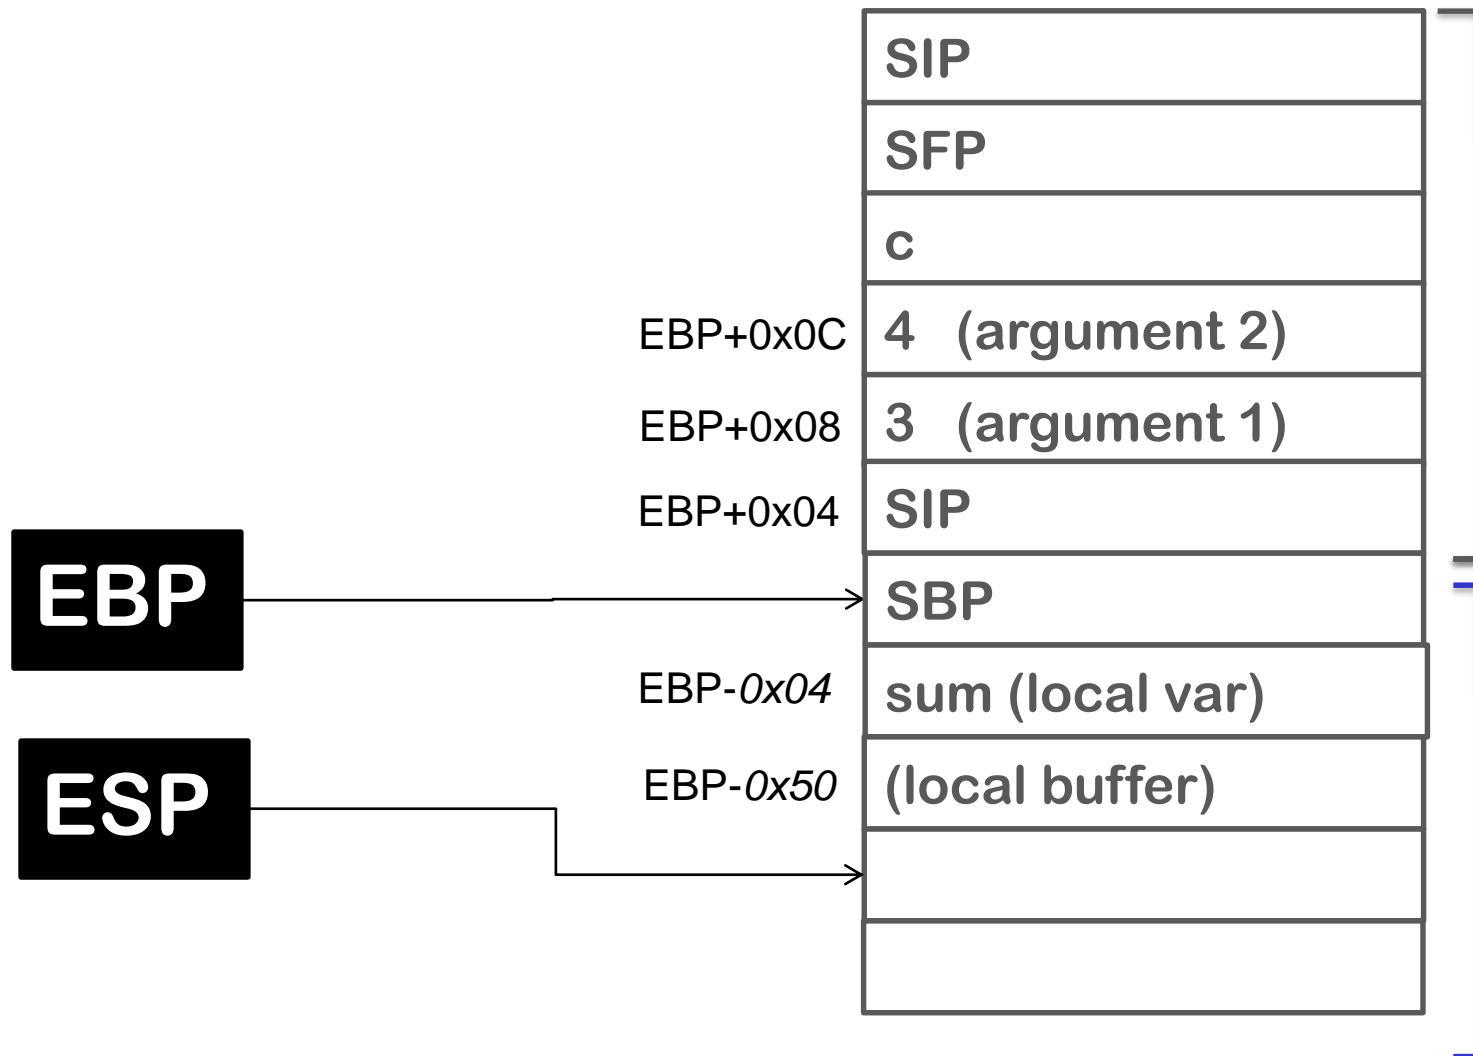 SIP
SFP
c
EBP+0x0C 4 (argument 2)
EBP+0x08 3 (argument 1)
EBP+0x04 SIP
EBP SBP
EBP-0x04 sum (local var)
ESP EBP-0x50 (local buffer)